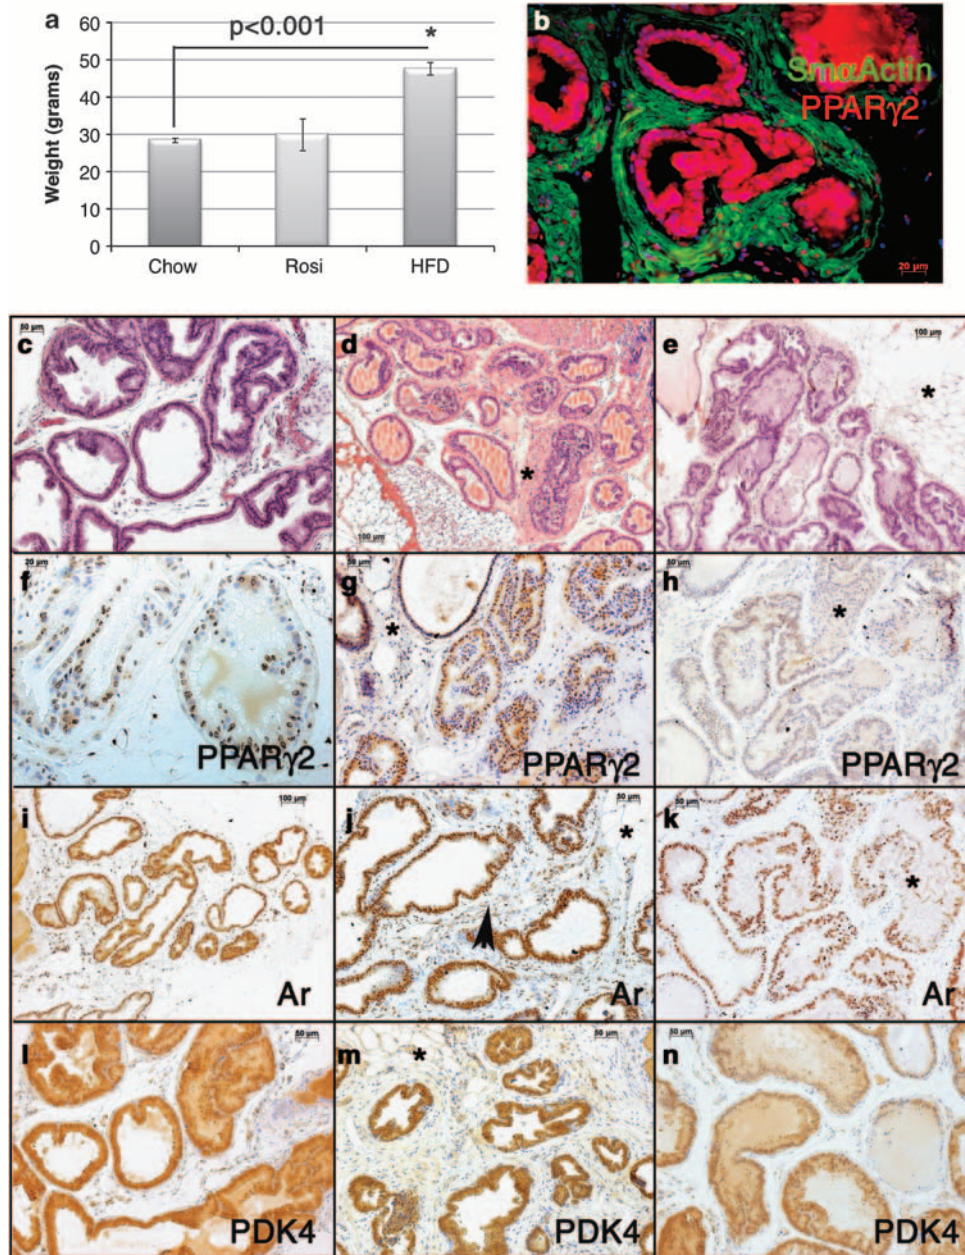 a
p<0.001
*
Weight (grams)
60
50
40
30
20
10
0
Chow
Rosi
HFD
b
SmαActin
PPARγ2
20 μm
50 μm
c
d
*
100 μm
e
100 μm
*
20 μm
f
PPARγ2
50 μm
g
*
PPARγ2
50 μm
h
*
PPARγ2
i
100 μm
Ar
j
50 μm
*
Ar
50 μm
k
*
Ar
l
50 μm
PDK4
m
*
50 μm
PDK4
50 μm
n
PDK4